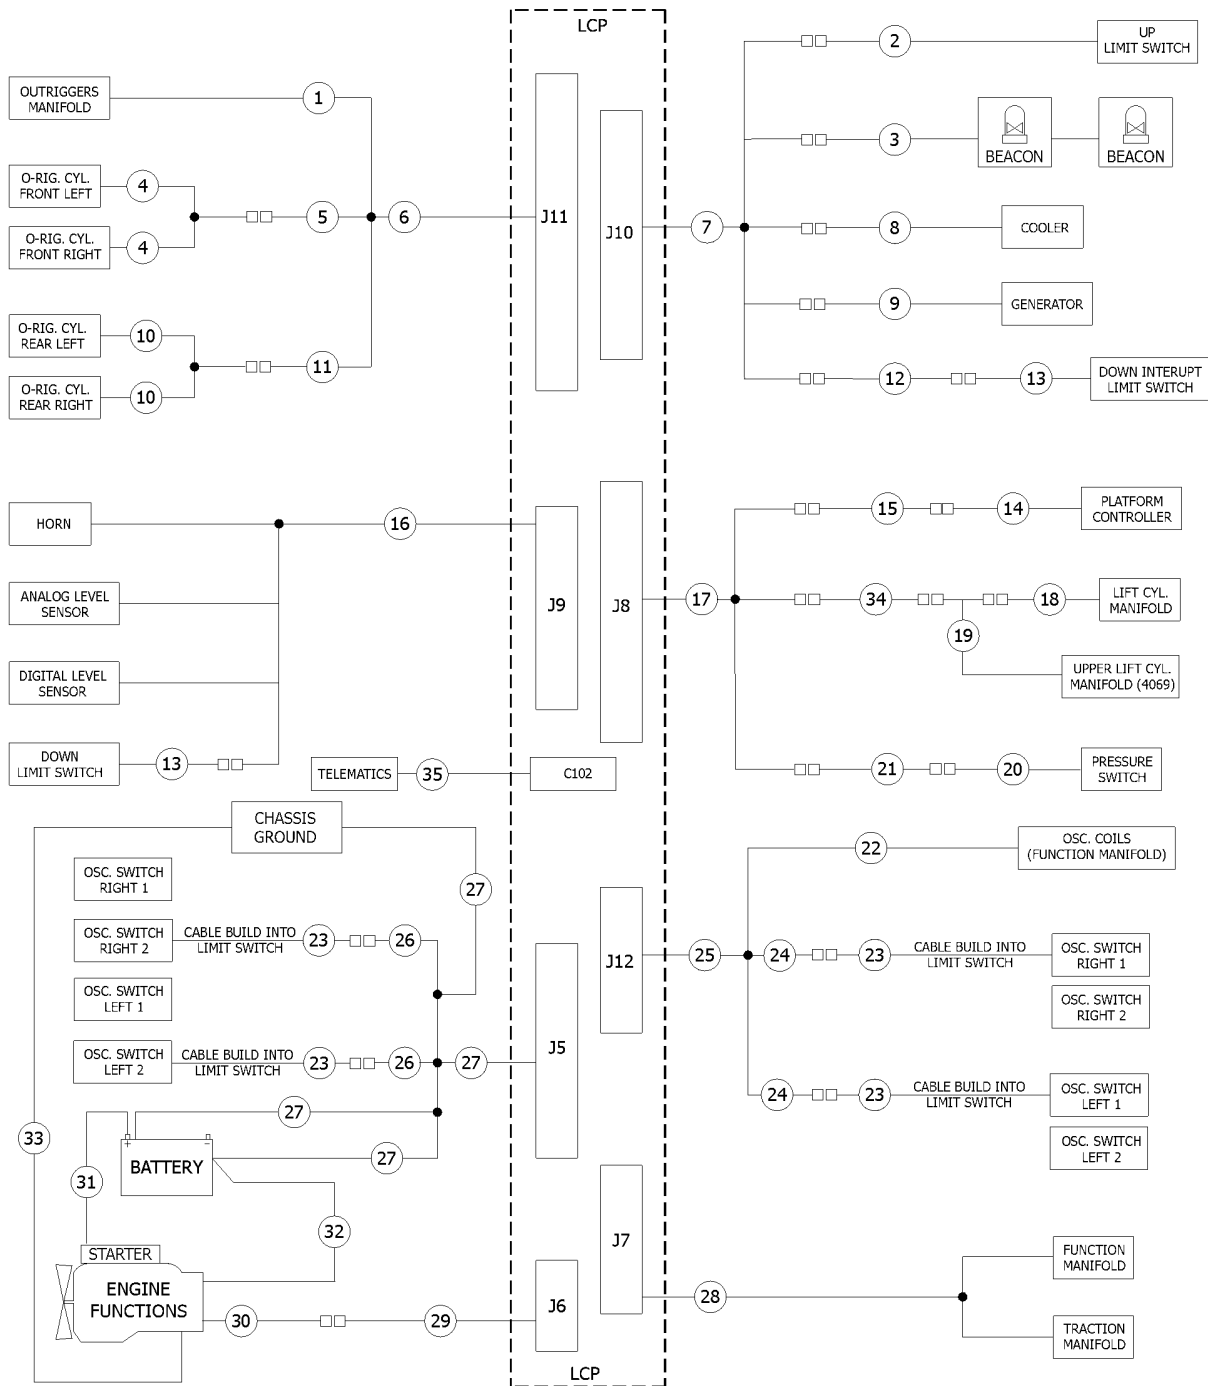 LCP
UP
LIMIT SWITCH
2
OUTRIGGERS
MANIFOLD
1
3
BEACON
BEACON
O-RIG. CYL.
FRONT LEFT
4
5
6
J11
J10
7
8
COOLER
O-RIG. CYL.
FRONT RIGHT
4
9
GENERATOR
O-RIG. CYL.
REAR LEFT
10
11
12
13
DOWN INTERUPT
LIMIT SWITCH
O-RIG. CYL.
REAR RIGHT
10
HORN
16
15
14
PLATFORM
CONTROLLER
ANALOG LEVEL
SENSOR
J9
J8
17
34
18
LIFT CYL.
MANIFOLD
19
DIGITAL LEVEL
SENSOR
UPPER LIFT CYL.
MANIFOLD (4069)
DOWN
LIMIT SWITCH
13
TELEMATICS
35
C102
21
20
PRESSURE
SWITCH
CHASSIS
GROUND
22
OSC. COILS
(FUNCTION MANIFOLD)
OSC. SWITCH
RIGHT 1
27
OSC. SWITCH
RIGHT 2
CABLE BUILD INTO
LIMIT SWITCH
23
26
J12
25
24
23
CABLE BUILD INTO
LIMIT SWITCH
OSC. SWITCH
RIGHT 1
OSC. SWITCH
LEFT 1
OSC. SWITCH
RIGHT 2
OSC. SWITCH
LEFT 2
CABLE BUILD INTO
LIMIT SWITCH
23
26
27
J5
24
23
CABLE BUILD INTO
LIMIT SWITCH
OSC. SWITCH
LEFT 1
27
33
+
-
BATTERY
27
OSC. SWITCH
LEFT 2
31
32
J7
STARTER
ENGINE
FUNCTIONS
FUNCTION
MANIFOLD
28
30
29
J6
TRACTION
MANIFOLD
LCP